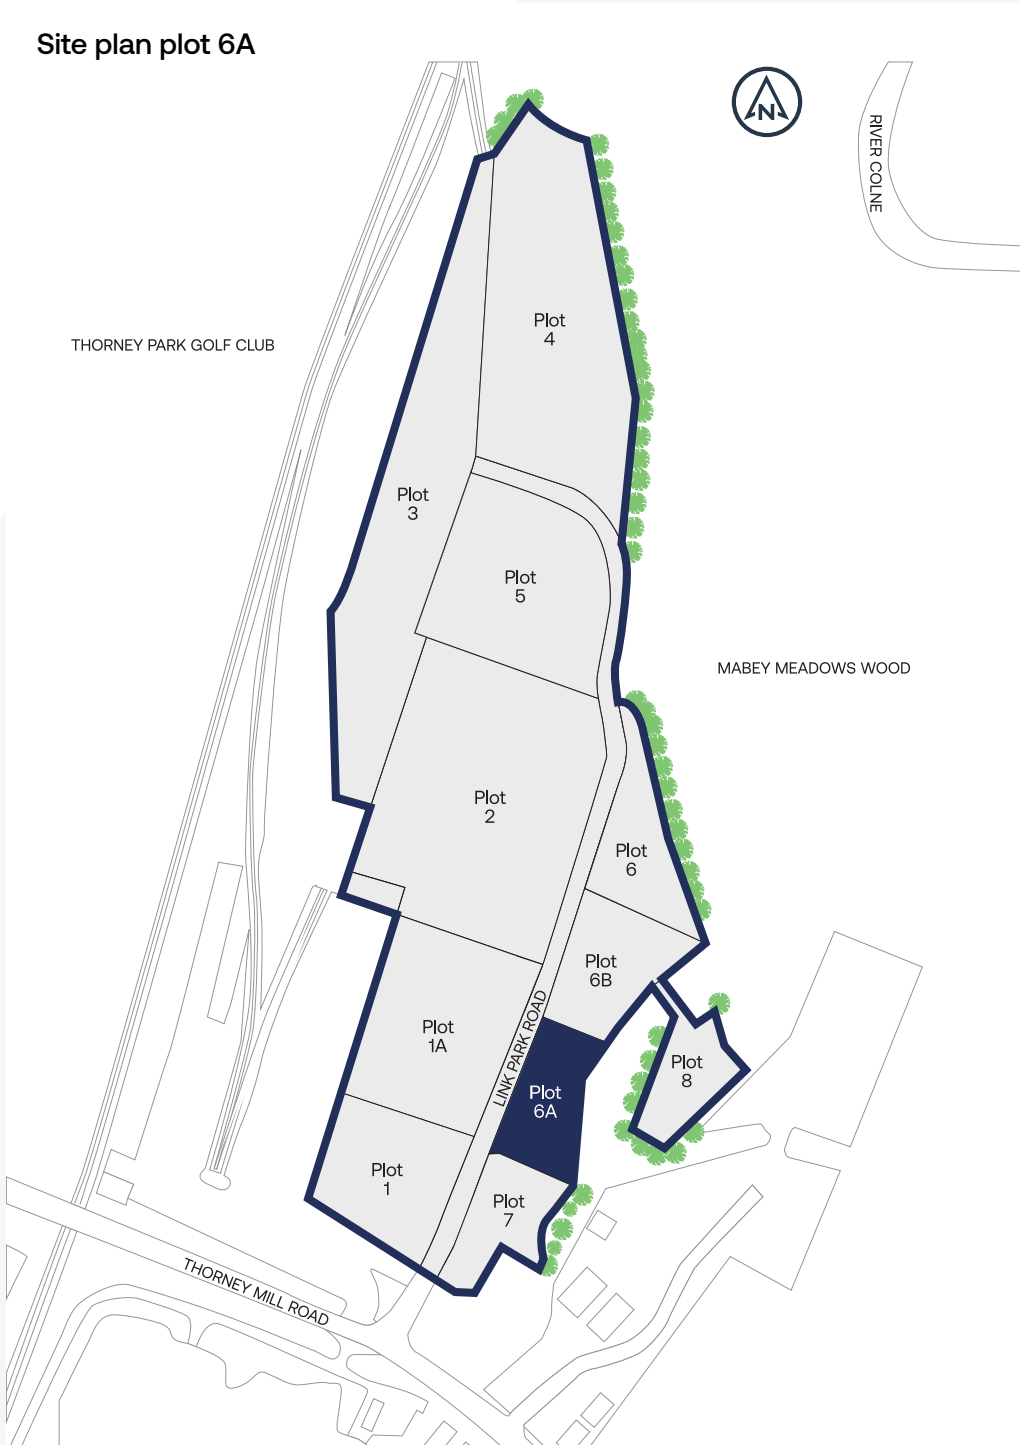 Site plan plot 6A
N
RIVER COLNE
THORNEY PARK GOLF CLUB
Plot
4
Plot
3
Plot
5
MABEY MEADOWS WOOD
Plot
2
Plot
6
Plot
6B
LINK PARK ROAD
Plot
1A
Plot
8
Plot
6A
Plot
1
Plot
7
THORNEY MILL ROAD